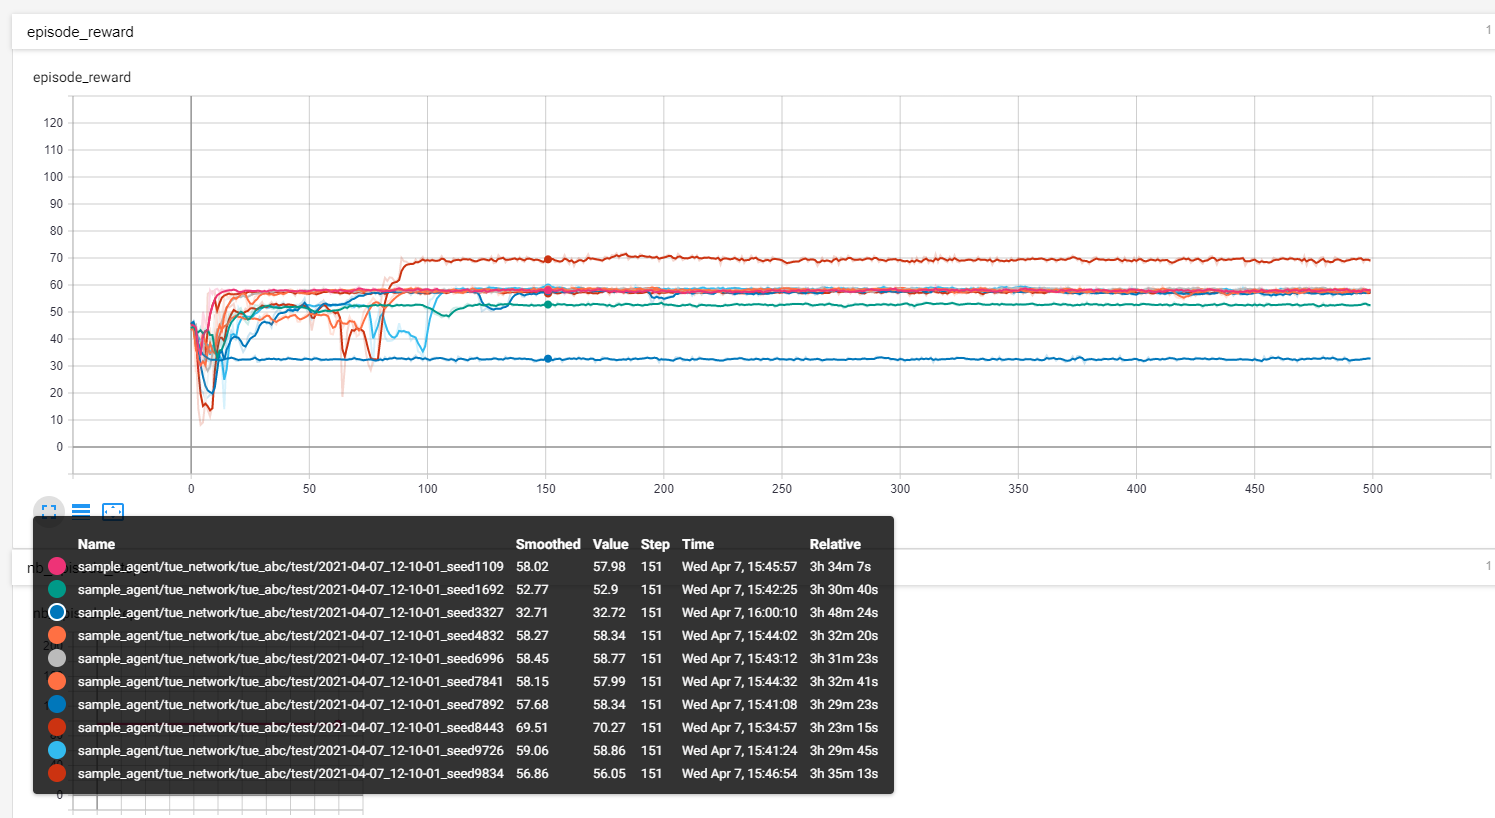 episode_reward
1
episode_reward
120
110
100
90
80
70
60
50
40
30
20
10
0
0 50 100 150 200 250 300 350 400 450 500
Name Smoothed Value Step Time Relative
sample_agent/tue_network/tue_abc/test/2021-04-07_12-10-01_seed1109 58.02 57.98 151 Wed Apr 7, 15:45:57 3h 34m 7s
1
sample_agent/tue_network/tue_abc/test/2021-04-07_12-10-01_seed1692 52.77 52.9 151 Wed Apr 7, 15:42:25 3h 30m 40s
sample_agent/tue_network/tue_abc/test/2021-04-07_12-10-01_seed3327 32.71 32.72 151 Wed Apr 7, 16:00:10 3h 48m 24s
sample_agent/tue_network/tue_abc/test/2021-04-07_12-10-01_seed4832 58.27 58.34 151 Wed Apr 7, 15:44:02 3h 32m 20s
sample_agent/tue_network/tue_abc/test/2021-04-07_12-10-01_seed6996 58.45 58.77 151 Wed Apr 7, 15:43:12 3h 31m 23s
sample_agent/tue_network/tue_abc/test/2021-04-07_12-10-01_seed7841 58.15 57.99 151 Wed Apr 7, 15:44:32 3h 32m 41s
sample_agent/tue_network/tue_abc/test/2021-04-07_12-10-01_seed7892 57.68 58.34 151 Wed Apr 7, 15:41:08 3h 29m 23s
sample_agent/tue_network/tue_abc/test/2021-04-07_12-10-01_seed8443 69.51 70.27 151 Wed Apr 7, 15:34:57 3h 23m 15s
sample_agent/tue_network/tue_abc/test/2021-04-07_12-10-01_seed9726 59.06 58.86 151 Wed Apr 7, 15:41:24 3h 29m 45s
sample_agent/tue_network/tue_abc/test/2021-04-07_12-10-01_seed9834 56.86 56.05 151 Wed Apr 7, 15:46:54 3h 35m 13s
0